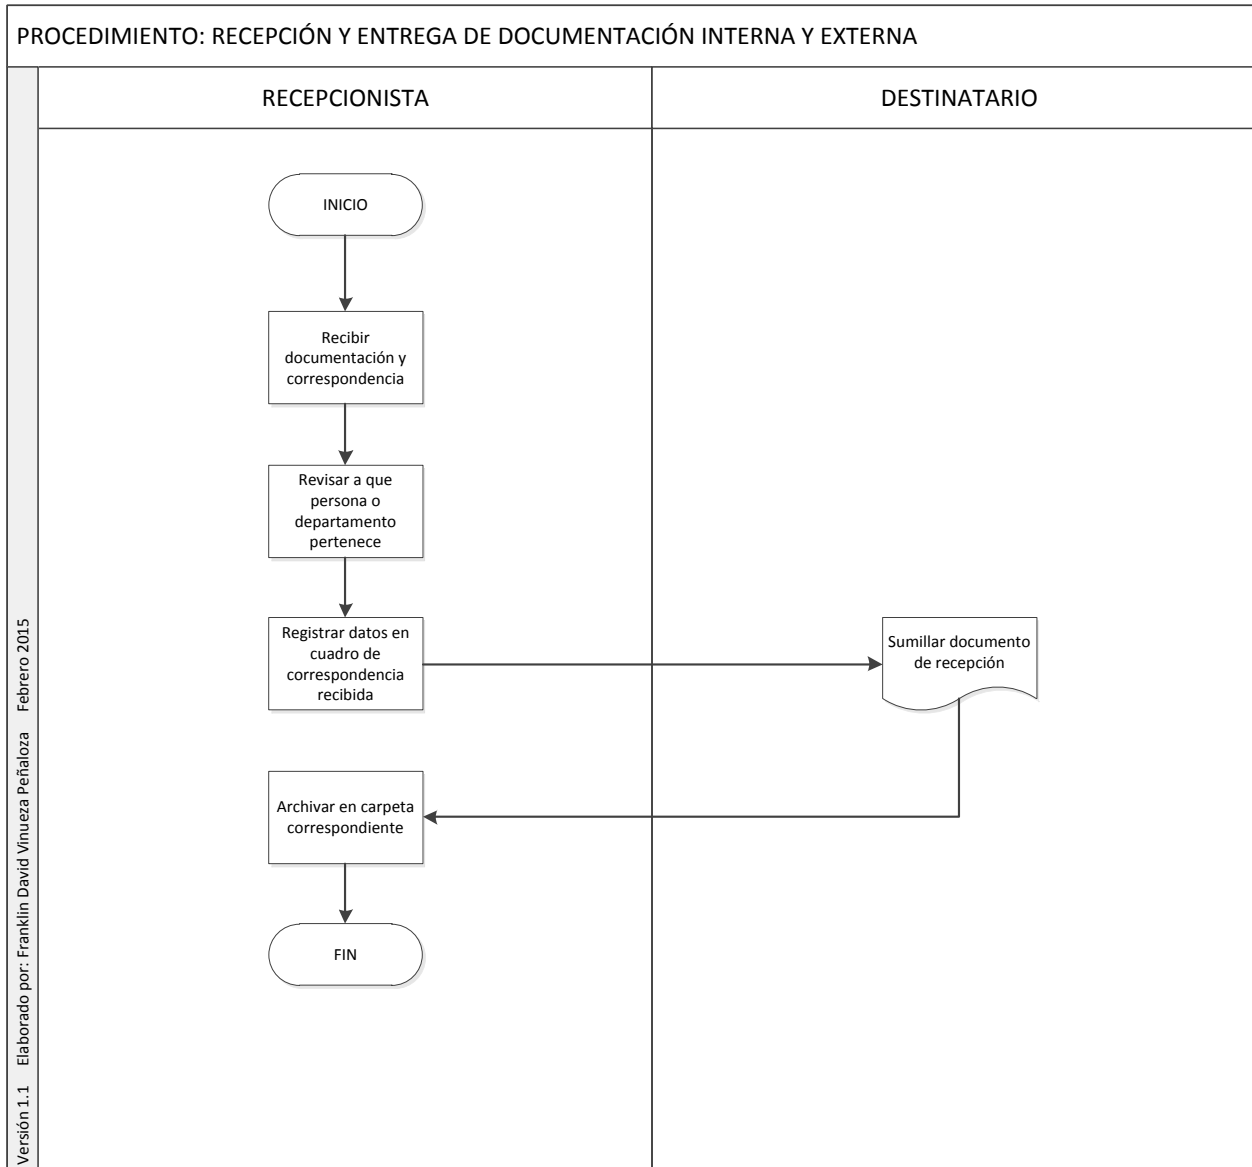 PROCEDIMIENTO: RECEPCIÓN Y ENTREGA DE DOCUMENTACIÓN INTERNA Y EXTERNA
RECEPCIONISTA
DESTINATARIO
INICIO
Recibir
documentación y
correspondencia
Revisar a que
persona o
departamento
pertenece
Registrar datos en
cuadro de
correspondencia
recibida
Sumillar documento
de recepción
Archivar en carpeta
correspondiente
FIN
Versión 1.1 Elaborado por: Franklin David Vinueza Peñaloza Febrero 2015